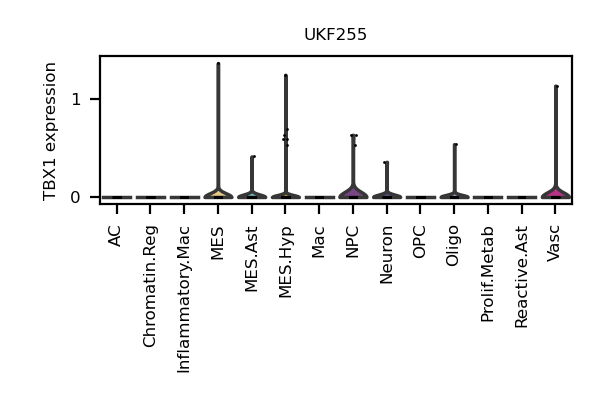 UKF255
TBX1 expression
1
0
AC
Chromatin.Reg
Inflammatory.Mac
MES
MES.Ast
MES.Hyp
Mac
NPC
Neuron
OPC
Oligo
Prolif.Metab
Reactive.Ast
Vasc